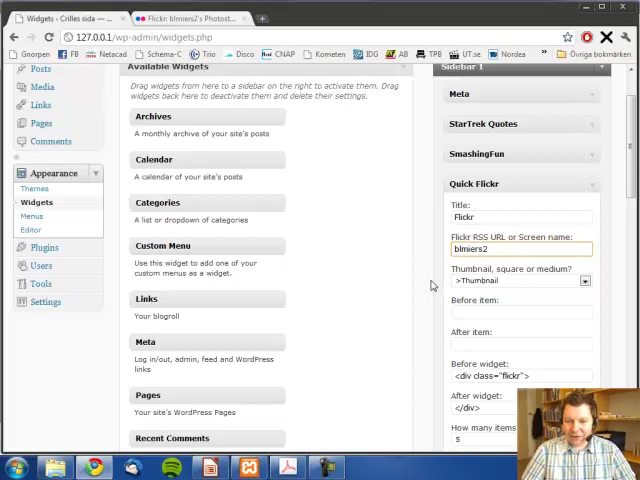 Widgets ‹ Crilles sida — ...
Flickr: blmiers2's Photost...
127.0.0.1/wp-admin/widgets.php
Gnorpen
FB
Netacad
Schema-C
Trio
Disco
CNAP
Kometen
IDG
AB
TPB
UT.se
Nordea
»
Övriga bokmärken
Posts
Media
Links
Pages
Comments
Appearance
Themes
Widgets
Menus
Editor
Plugins
Users
Tools
Settings
Available Widgets
Drag widgets from here to a sidebar on the right to activate them. Drag
widgets back here to deactivate them and delete their settings.
Archives
A monthly archive of your site's posts
Calendar
A calendar of your site's posts
Categories
A list or dropdown of categories
Custom Menu
Use this widget to add one of your
custom menus as a widget.
Links
Your blogroll
Meta
Log in/out, admin, feed and WordPress
links
Pages
Your site's WordPress Pages
Recent Comments
Sidebar 1
Meta
StarTrek Quotes
SmashingFun
Quick Flickr
Title:
Flickr
Flickr RSS URL or Screen name:
blmiers2
Thumbnail, square or medium?
>Thumbnail
Before item:
After item:
Before widget:
<div class="flickr">
After widget:
</div>
How many items
5